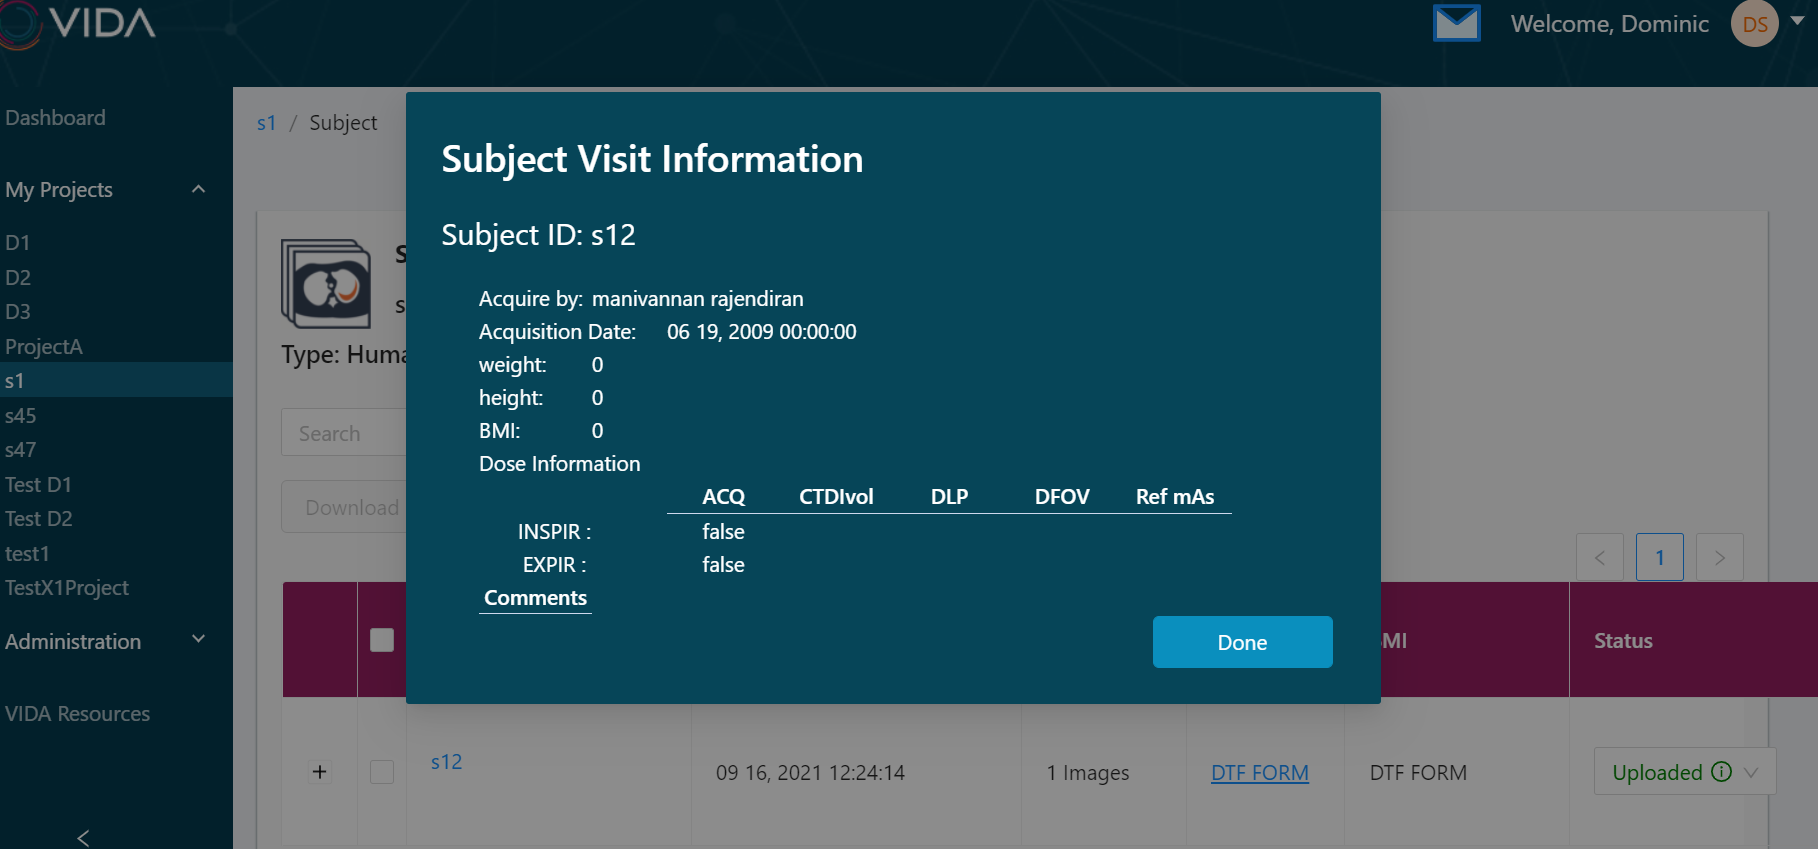 VIDA
Welcome, Dominic
DS
Dashboard
My Projects
D1
D2
D3
ProjectA
s1
s45
s47
Test D1
Test D2
test1
TestX1Project
Administration
VIDA Resources
s1 / Subject
Type: Huma
Search
Download
Subject Visit Information
Subject ID: s12
Acquire by: manivannan rajendiran
Acquisition Date: 06 19, 2009 00:00:00
weight: 0
height: 0
BMI: 0
Dose Information
ACQ CTDIvol DLP DFOV Ref mAs
INSPIR : false
EXPIR : false
Comments
Done
< 1 >
MI Status
+ s12 09 16, 2021 12:24:14 1 Images DTF FORM DTF FORM Uploaded